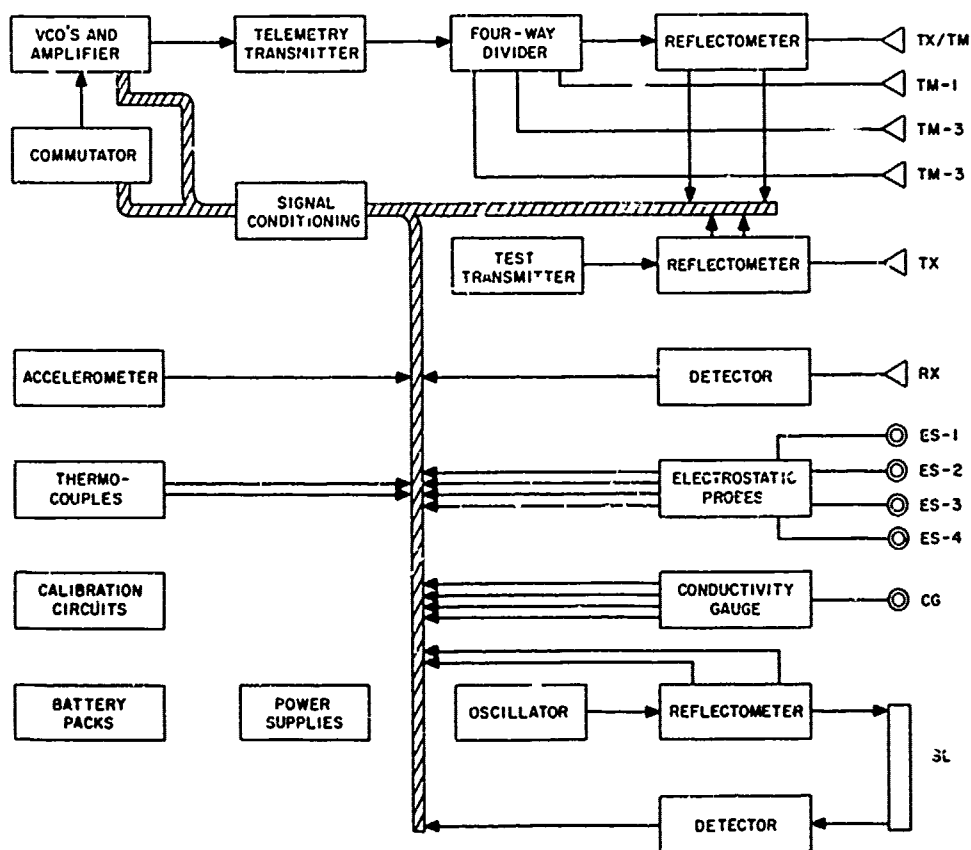 VCO'S AND
AMPLIFIER
TELEMETRY
TRANSMITTER
FOUR-WAY
DIVIDER
REFLECTOMETER
TX/TM
TM-1
TM-3
TM-3
COMMUTATOR
SIGNAL
CONDITIONING
TEST
TRANSMITTER
REFLECTOMETER
TX
ACCELEROMETER
DETECTOR
RX
THERMO-
COUPLES
ELECTROSTATIC
PROBES
ES-1
ES-2
ES-3
ES-4
CALIBRATION
CIRCUITS
CONDUCTIVITY
GAUGE
CG
BATTERY
PACKS
POWER
SUPPLIES
OSCILLATOR
REFLECTOMETER
SL
DETECTOR